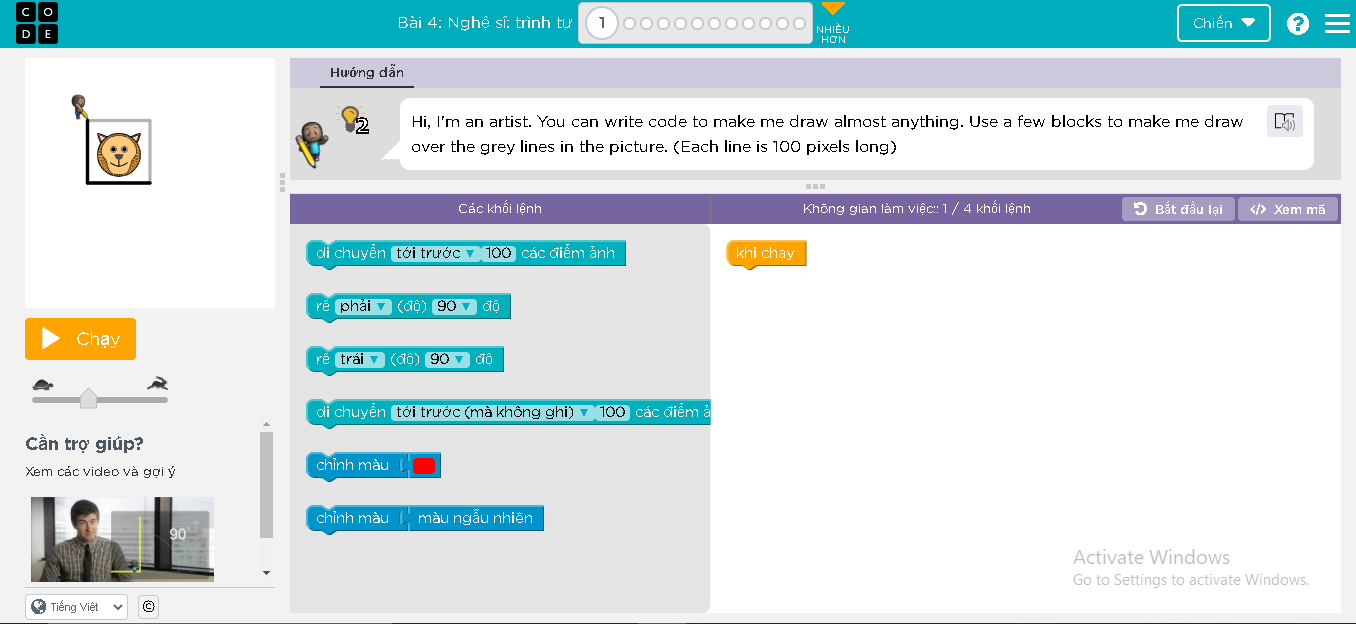 C O
D E
Bài 4: Nghệ sĩ: trình tự
1
NHIỀU
HƠN
Chiến
?
Hướng dẫn
2
Hi, I'm an artist. You can write code to make me draw almost anything. Use a few blocks to make me draw
over the grey lines in the picture. (Each line is 100 pixels long)
Các khối lệnh
Không gian làm việc:: 1 / 4 khối lệnh
Bắt đầu lại
</> Xem mã
di chuyển tới trước 100 các điểm ảnh
khi chạy
rẽ phải (độ) 90 độ
Chạy
rẽ trái (độ) 90 độ
di chuyển tới trước (mà không ghi) 100 các điểm ả
Cần trợ giúp?
Xem các video và gợi ý
chỉnh màu
chỉnh màu màu ngẫu nhiên
90°
Activate Windows
Go to Settings to activate Windows.
Tiếng Việt
©